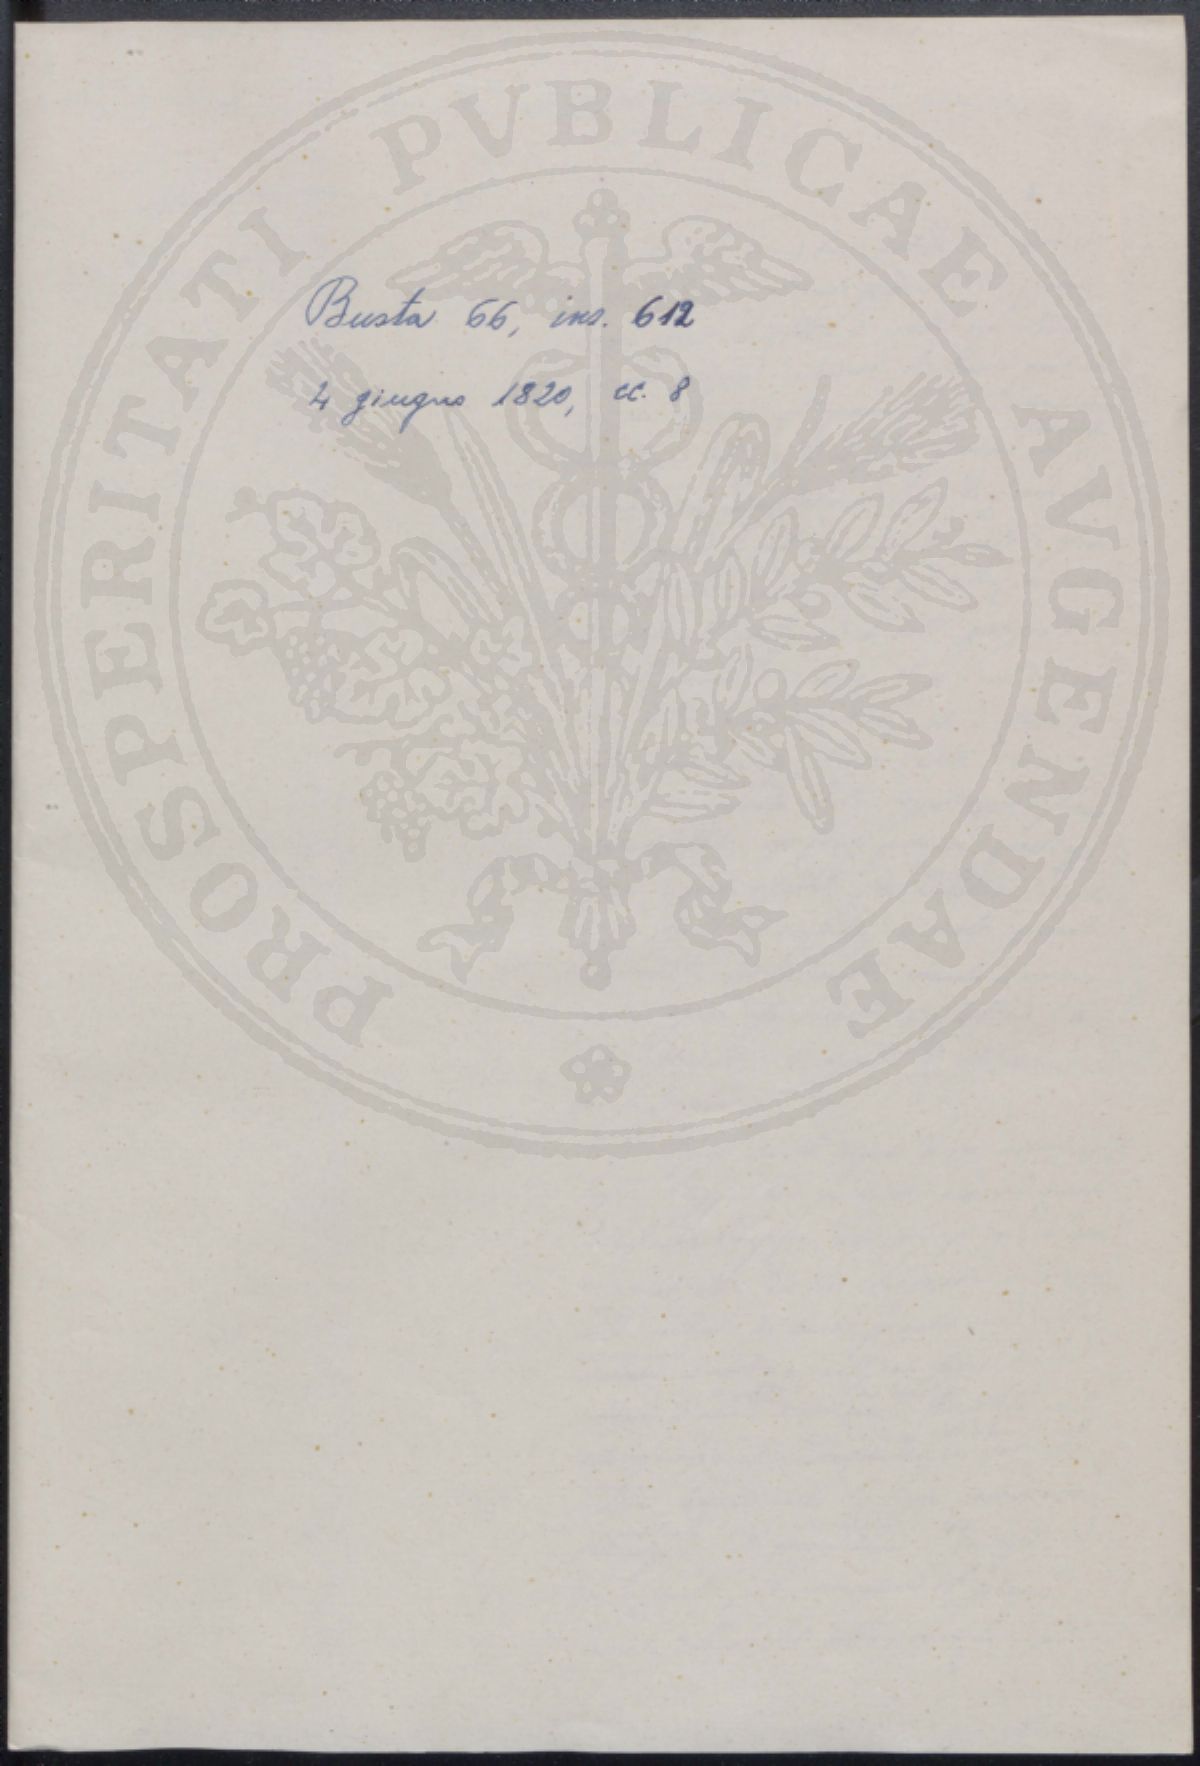 Busta 66, ins. 612
4 giugno 1820, cc. 8
PROSPERITATI PVBLICAE AVGENDAE